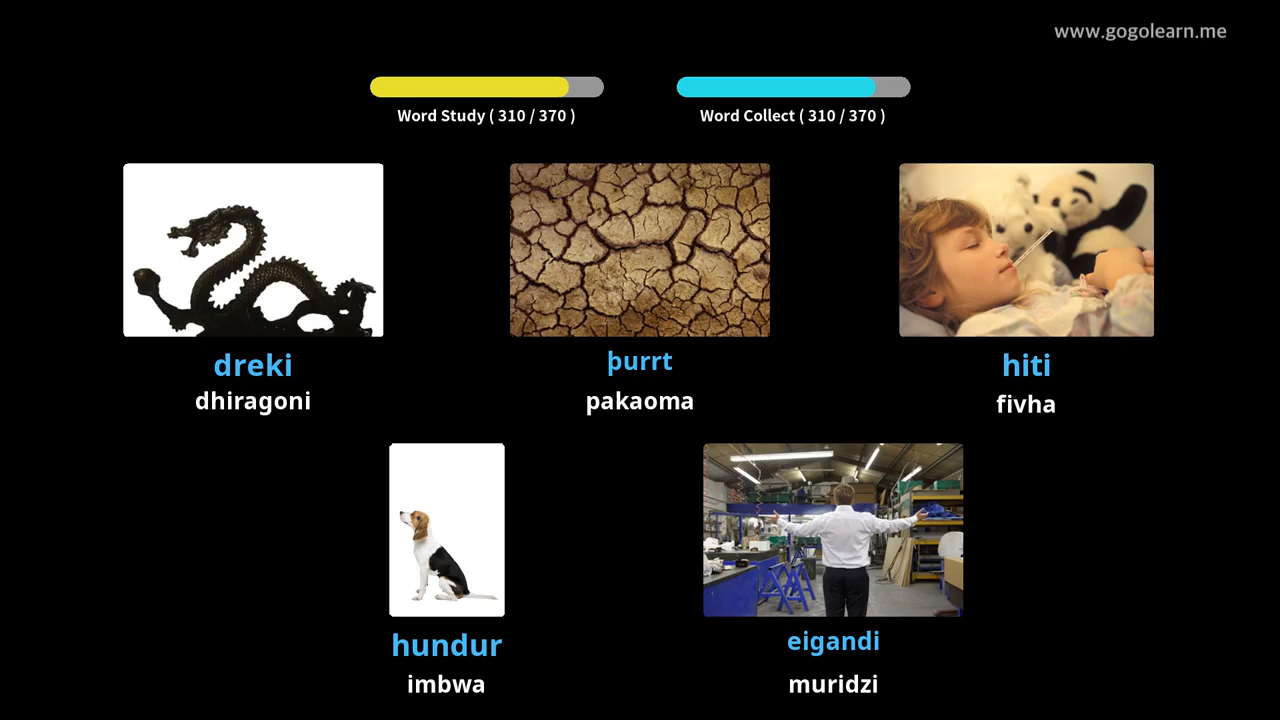 www.gogolearn.me
Word Study ( 310 / 370 )
Word Collect ( 310 / 370 )
dreki
dhiragoni
þurrt
pakaoma
hiti
fivha
hundur
imbwa
eigandi
muridzi